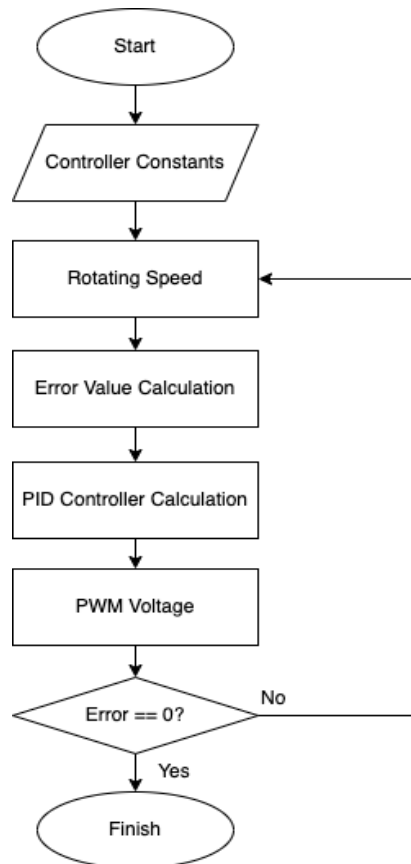 Start
Controller Constants
Rotating Speed
Error Value Calculation
PID Controller Calculation
PWM Voltage
Error == 0?
No
Yes
Finish